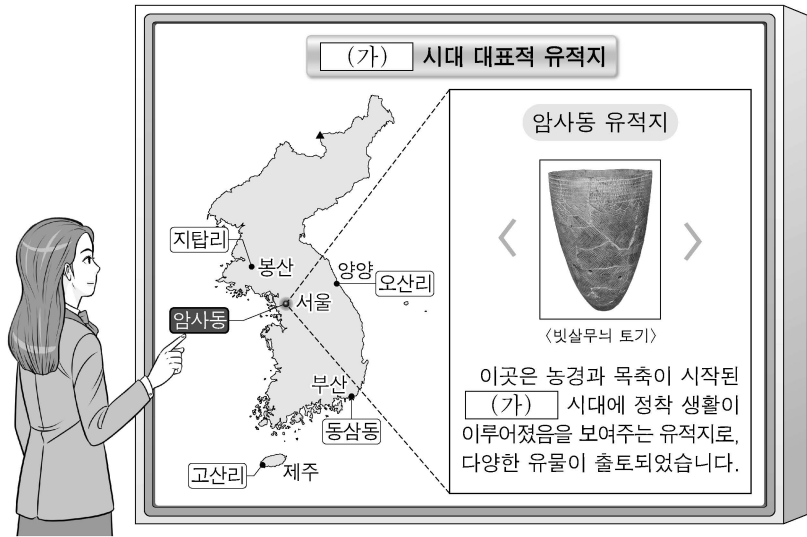 (가) 시대 대표적 유적지
암사동 유적지
지탑리
봉산
양양
오산리
암사동
서울
부산
동삼동
고산리
제주
〈빗살무늬 토기〉
이곳은 농경과 목축이 시작된
(가) 시대에 정착 생활이
이루어졌음을 보여주는 유적지로,
다양한 유물이 출토되었습니다.